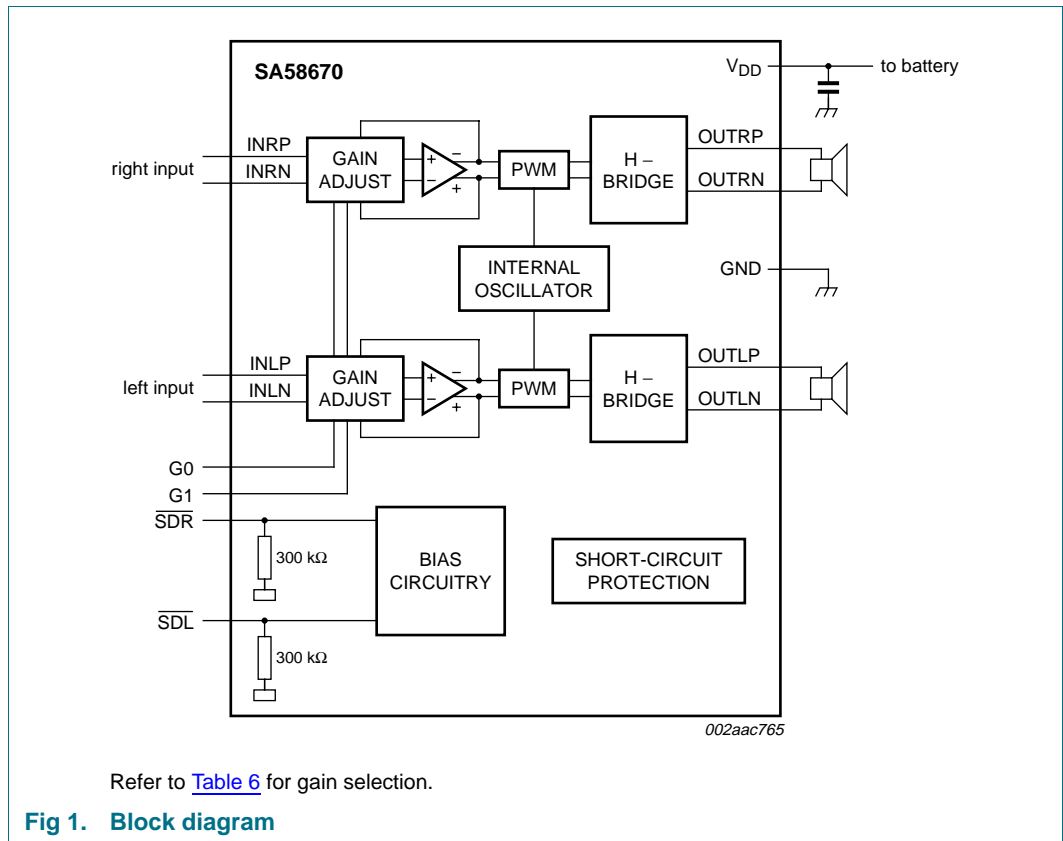 SA58670
VDD
to battery
INRP
INRN
right input
GAIN
ADJUST
+
−
−
+
PWM
H −
BRIDGE
OUTRP
OUTRN
INTERNAL
OSCILLATOR
GND
INLP
INLN
left input
GAIN
ADJUST
+
−
−
+
PWM
H −
BRIDGE
OUTLP
OUTLN
G0
G1
SDR
300 kΩ
BIAS
CIRCUITRY
SHORT-CIRCUIT
PROTECTION
SDL
300 kΩ
002aac765
Refer to Table 6 for gain selection.
Fig 1. Block diagram